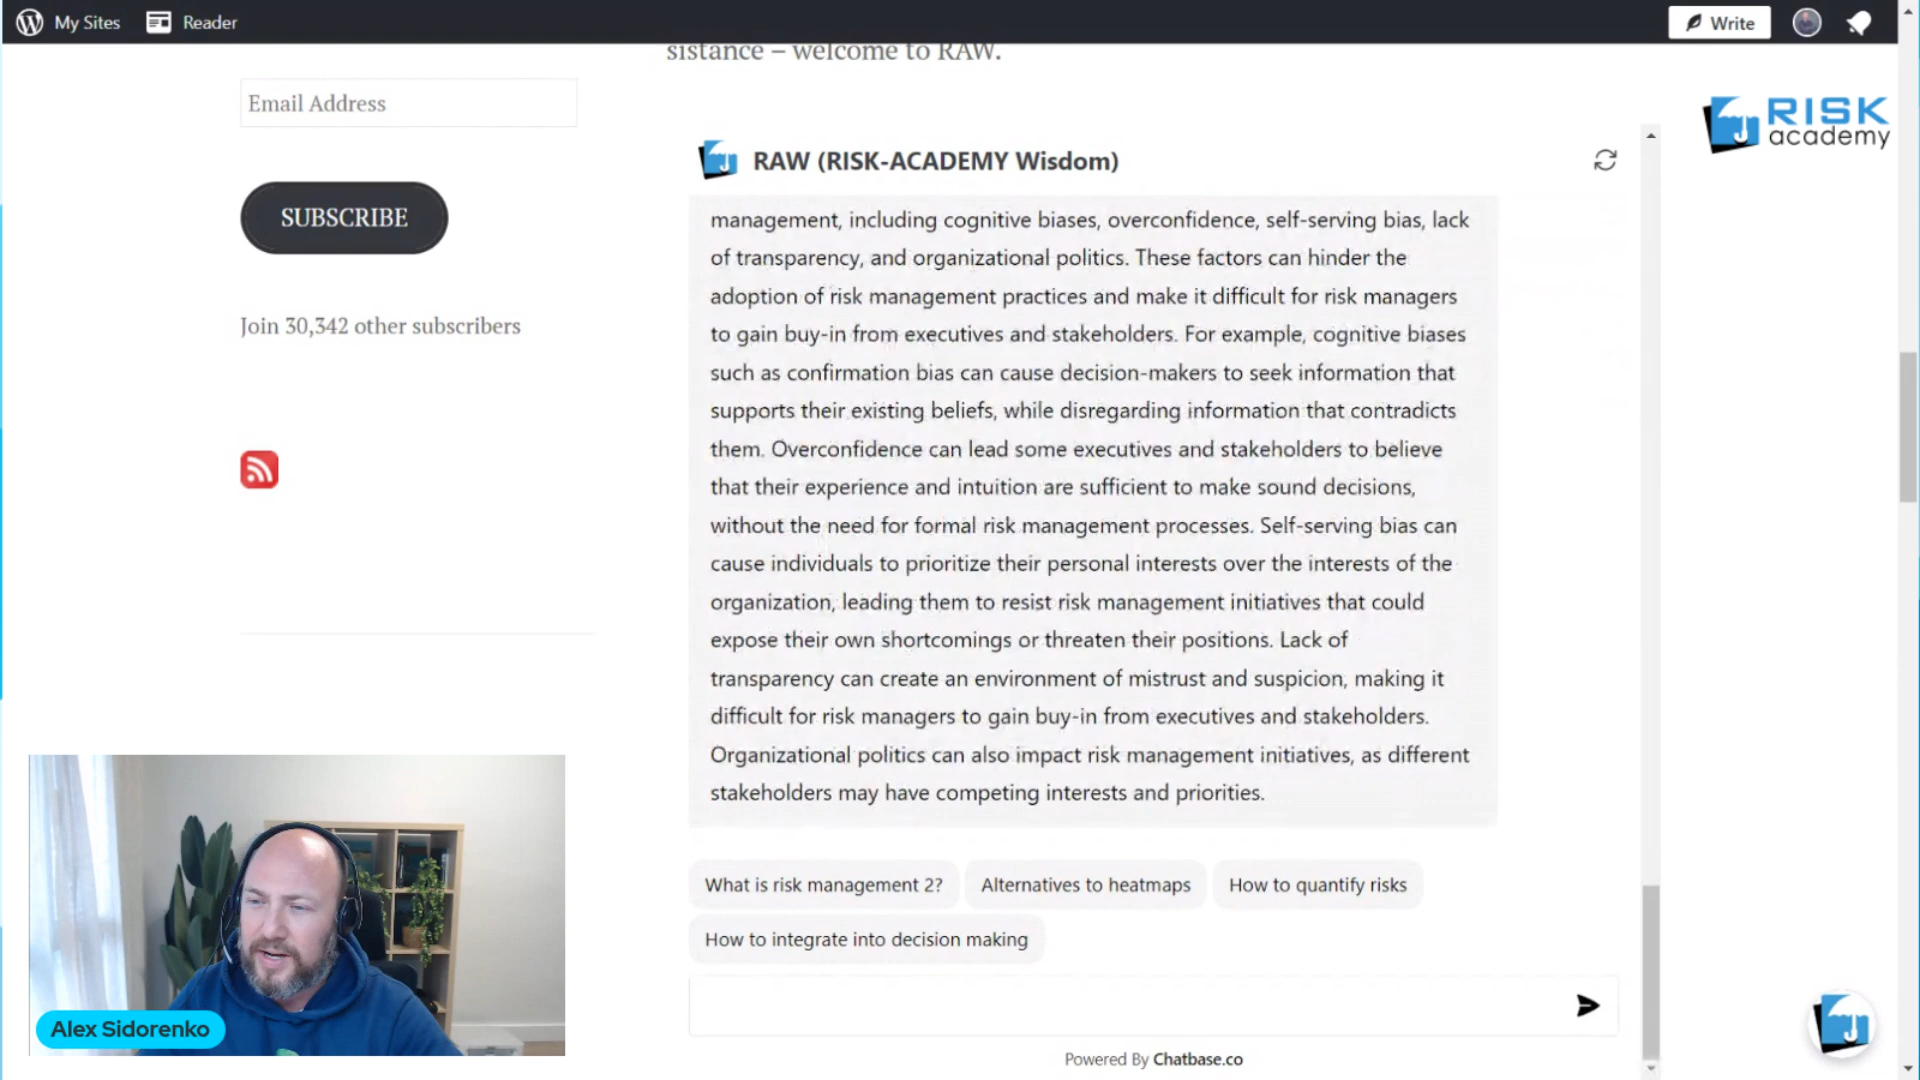 My Sites
Reader
Write
sistance – welcome to RAW.
Email Address
SUBSCRIBE
Join 30,342 other subscribers
RISK
academy
RAW (RISK-ACADEMY Wisdom)
management, including cognitive biases, overconfidence, self-serving bias, lack
of transparency, and organizational politics. These factors can hinder the
adoption of risk management practices and make it difficult for risk managers
to gain buy-in from executives and stakeholders. For example, cognitive biases
such as confirmation bias can cause decision-makers to seek information that
supports their existing beliefs, while disregarding information that contradicts
them. Overconfidence can lead some executives and stakeholders to believe
that their experience and intuition are sufficient to make sound decisions,
without the need for formal risk management processes. Self-serving bias can
cause individuals to prioritize their personal interests over the interests of the
organization, leading them to resist risk management initiatives that could
expose their own shortcomings or threaten their positions. Lack of
transparency can create an environment of mistrust and suspicion, making it
difficult for risk managers to gain buy-in from executives and stakeholders.
Organizational politics can also impact risk management initiatives, as different
stakeholders may have competing interests and priorities.
What is risk management 2?
Alternatives to heatmaps
How to quantify risks
How to integrate into decision making
Powered By Chatbase.co
Alex Sidorenko